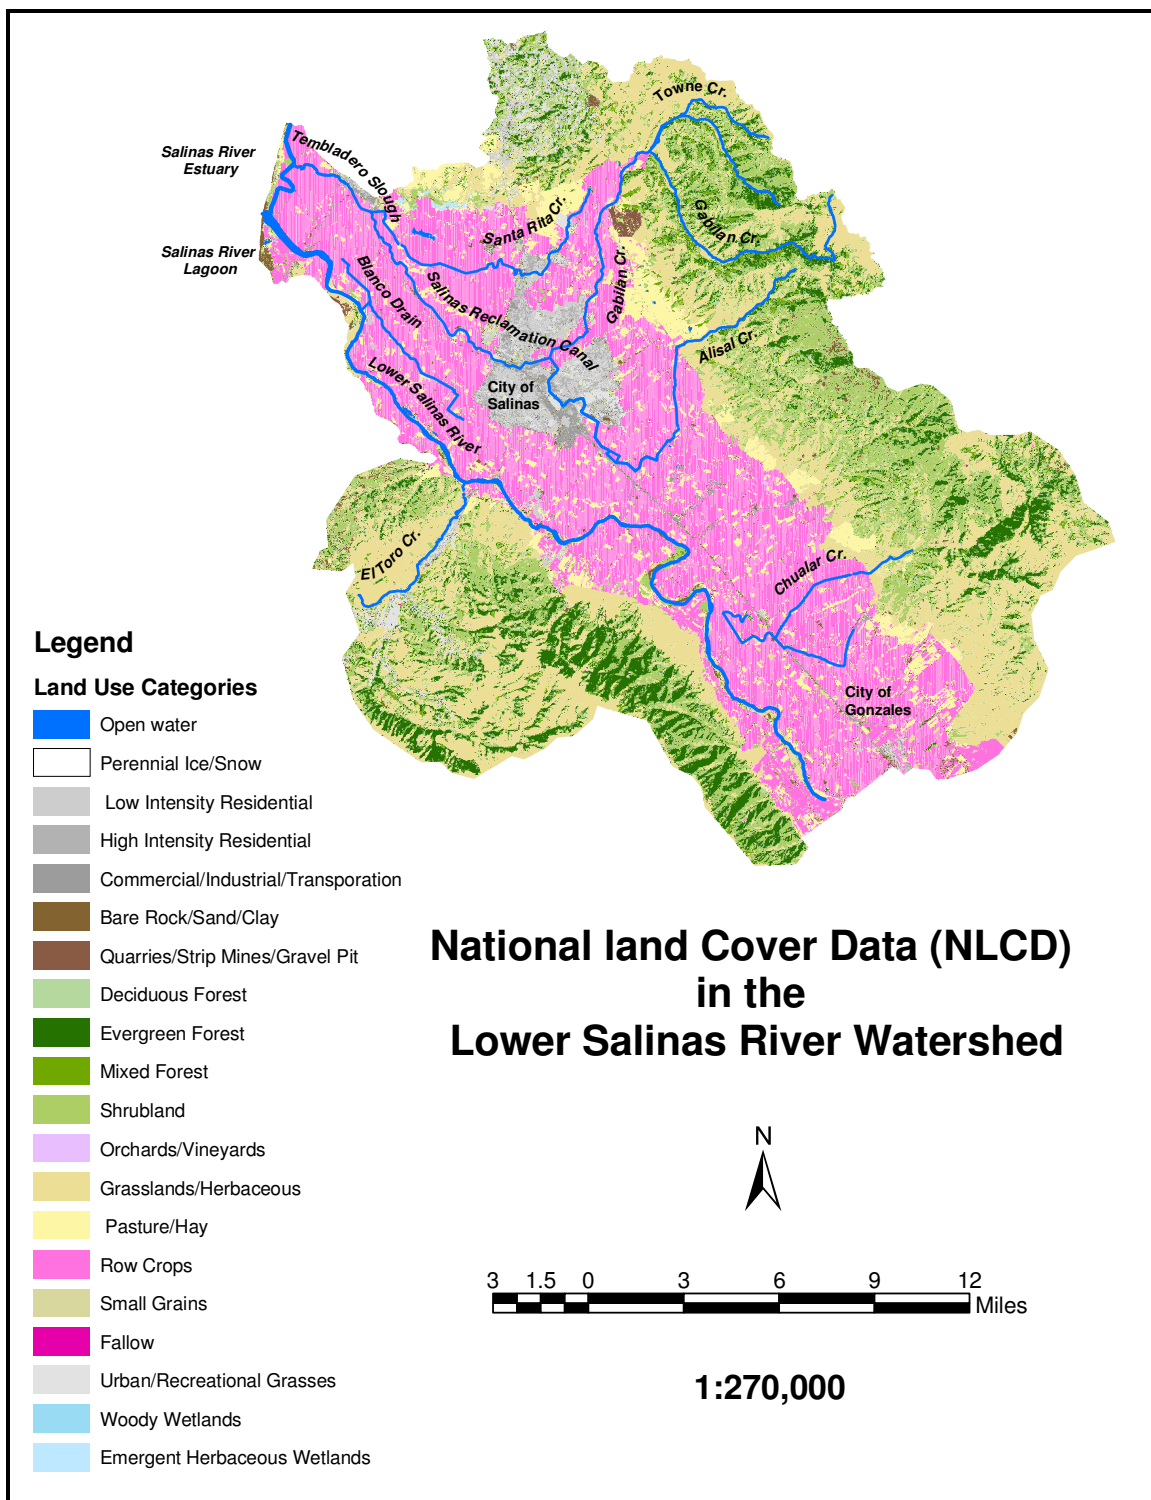 Towne Cr.
Tembladero Slough
Salinas River
Estuary
Gabilan Cr.
Santa Rita Cr.
Salinas River
Lagoon
Blanco Drain
Salinas Reclamation Canal
Gabilan Cr.
Alisal Cr.
Lower Salinas River
City of
Salinas
El Toro Cr.
Chualar Cr.
City of
Gonzales
Legend
Land Use Categories
Open water
Perennial Ice/Snow
Low Intensity Residential
High Intensity Residential
Commercial/Industrial/Transporation
Bare Rock/Sand/Clay
Quarries/Strip Mines/Gravel Pit
Deciduous Forest
Evergreen Forest
Mixed Forest
Shrubland
Orchards/Vineyards
Grasslands/Herbaceous
Pasture/Hay
Row Crops
Small Grains
Fallow
Urban/Recreational Grasses
Woody Wetlands
Emergent Herbaceous Wetlands
National land Cover Data (NLCD)
in the
Lower Salinas River Watershed
N
3 1.5 0 3 6 9 12
Miles
1:270,000